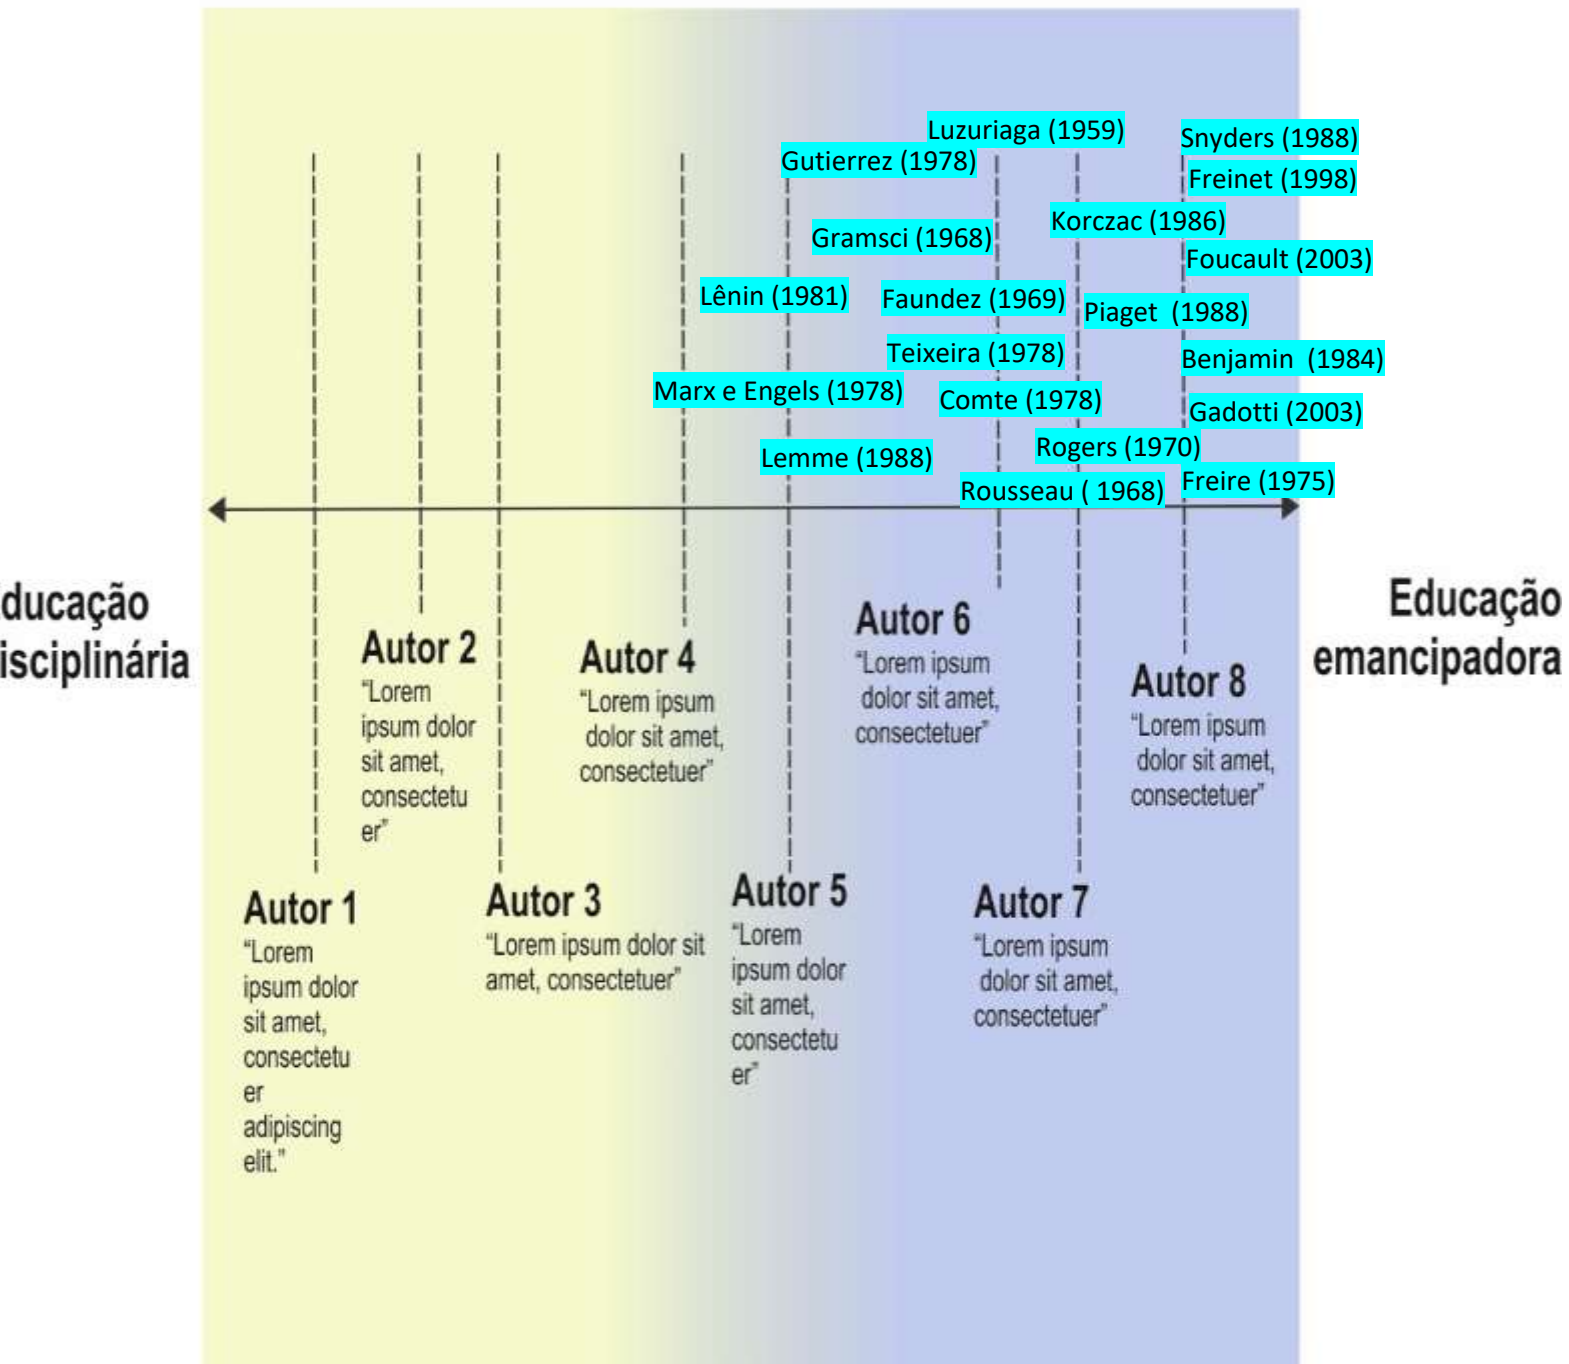 Luzuriaga (1959)
Snyders (1988)
Gutierrez (1978)
Freinet (1998)
Korczac (1986)
Gramsci (1968)
Foucault (2003)
Lênin (1981)
Faundez (1969)
Piaget (1988)
Teixeira (1978)
Benjamin (1984)
Marx e Engels (1978)
Comte (1978)
Gadotti (2003)
Rogers (1970)
Lemme (1988)
Freire (1975)
Rousseau ( 1968)
ducação
isciplinária
Educação
emancipadora
Autor 2
“Lorem
ipsum dolor
sit amet,
consectetu
er”
Autor 4
“Lorem ipsum
dolor sit amet,
consectetuer”
Autor 6
“Lorem ipsum
dolor sit amet,
consectetuer”
Autor 8
“Lorem ipsum
dolor sit amet,
consectetuer”
Autor 1
“Lorem
ipsum dolor
sit amet,
consectetu
er
adipiscing
elit.”
Autor 3
“Lorem ipsum dolor sit
amet, consectetuer”
Autor 5
“Lorem
ipsum dolor
sit amet,
consectetu
er”
Autor 7
“Lorem ipsum
dolor sit amet,
consectetuer”